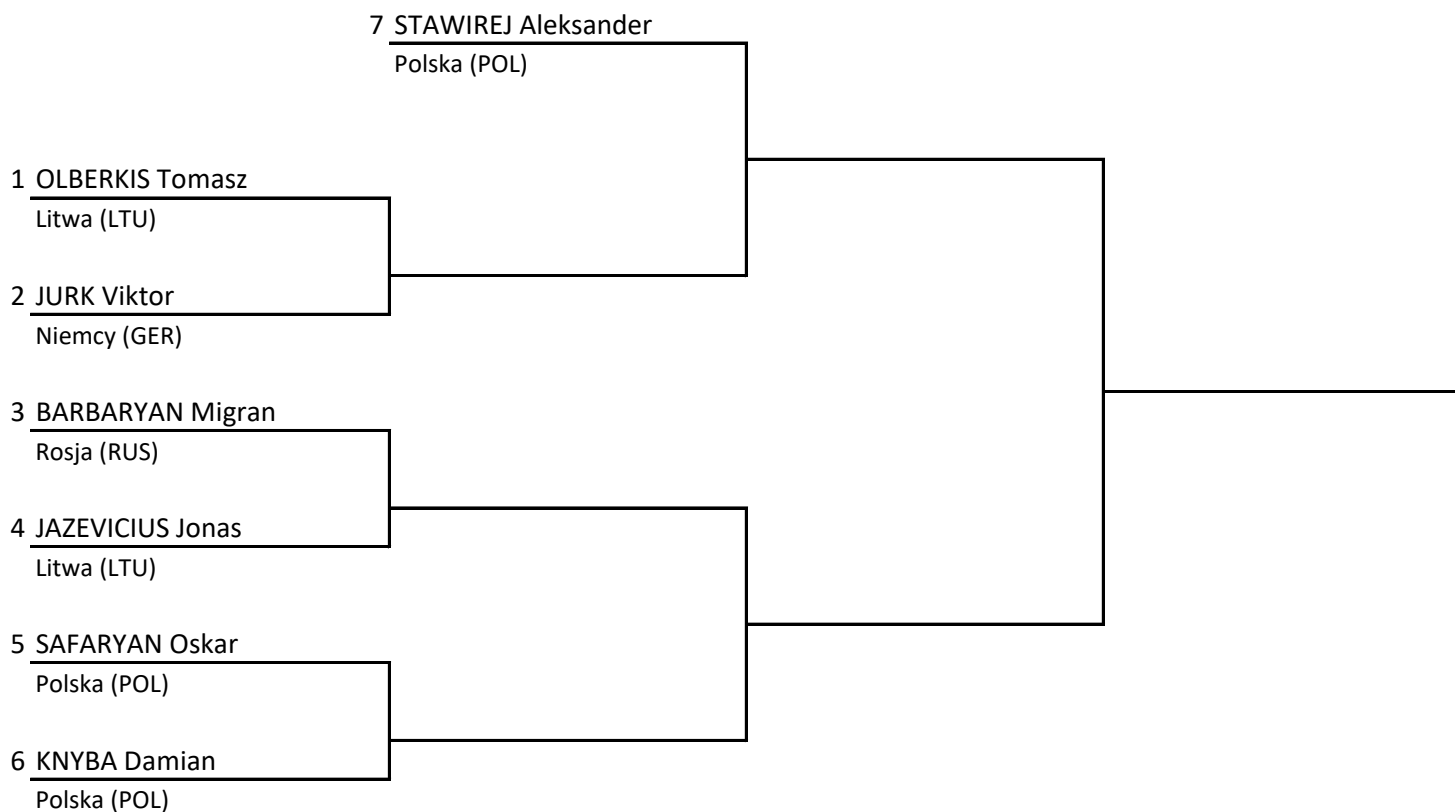 7 STAWIREJ Aleksander
Polska (POL)
1 OLBERKIS Tomasz
Litwa (LTU)
2 JURK Viktor
Niemcy (GER)
3 BARBARYAN Migran
Rosja (RUS)
4 JAZEVICIUS Jonas
Litwa (LTU)
5 SAFARYAN Oskar
Polska (POL)
6 KNYBA Damian
Polska (POL)